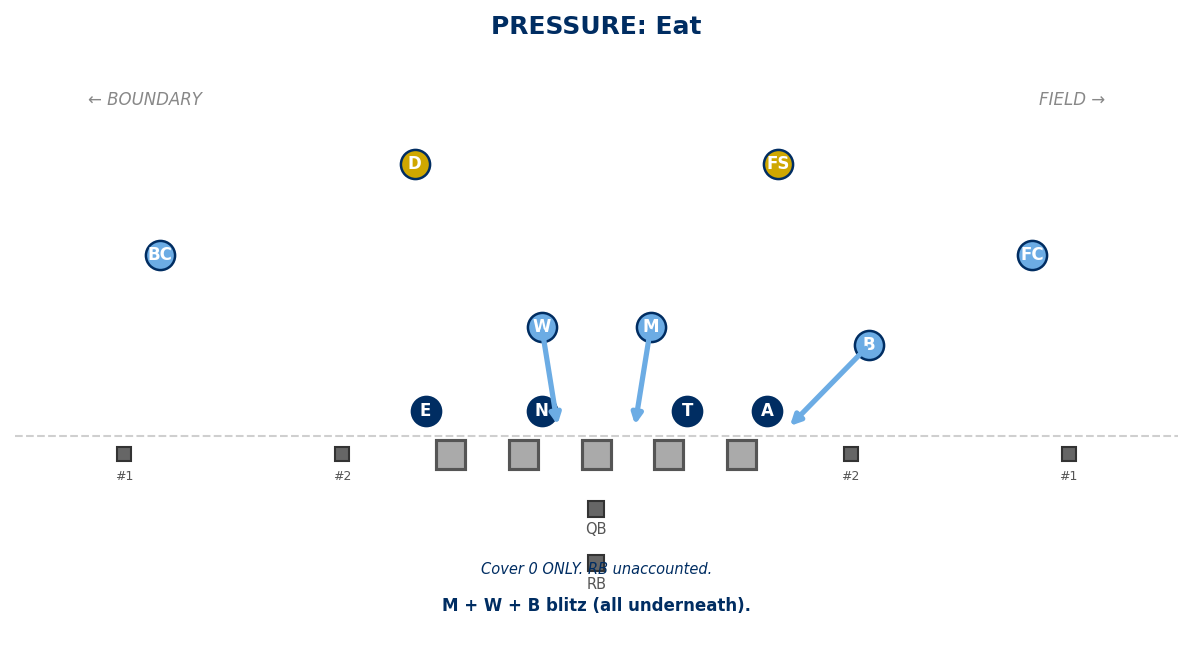 PRESSURE: Eat
← BOUNDARY
FIELD →
D
FS
BC
FC
W
M
B
E
N
T
A
#1
#2
#2
#1
QB
Cover 0 ONLY. RB unaccounted.
RB
M + W + B blitz (all underneath).